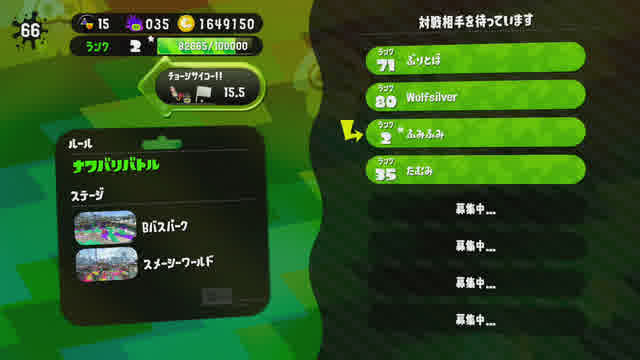 66
15
035
1649150
ランク 2★ 82865/100000
チョーシサイコー!!
15.5
ルール
ナワバリバトル
ステージ
Bバスパーク
スメーシーワールド
対戦相手を待っています
ランク 71 ぷりとぱ
ランク 80 Wulfsilver
ランク 2★ ふみふみ
ランク 35 たむみ
募集中...
募集中...
募集中...
募集中...